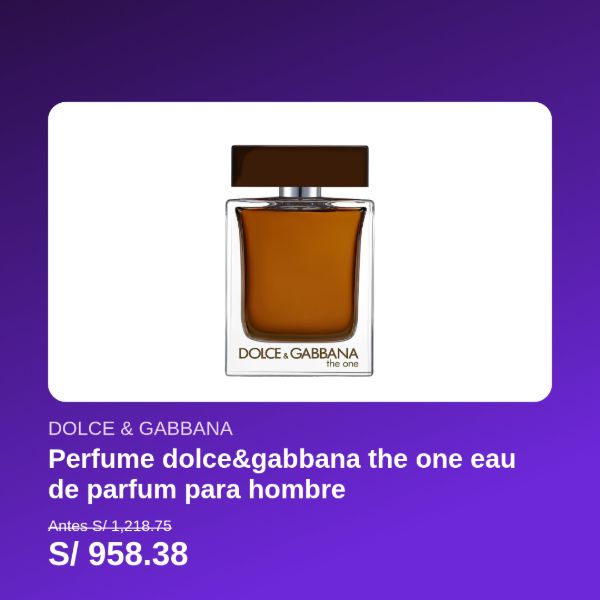 DOLCE & GABBANA
the one
DOLCE & GABBANA
Perfume dolce&gabbana the one eau
de parfum para hombre
Antes S/ 1,218.75
S/ 958.38